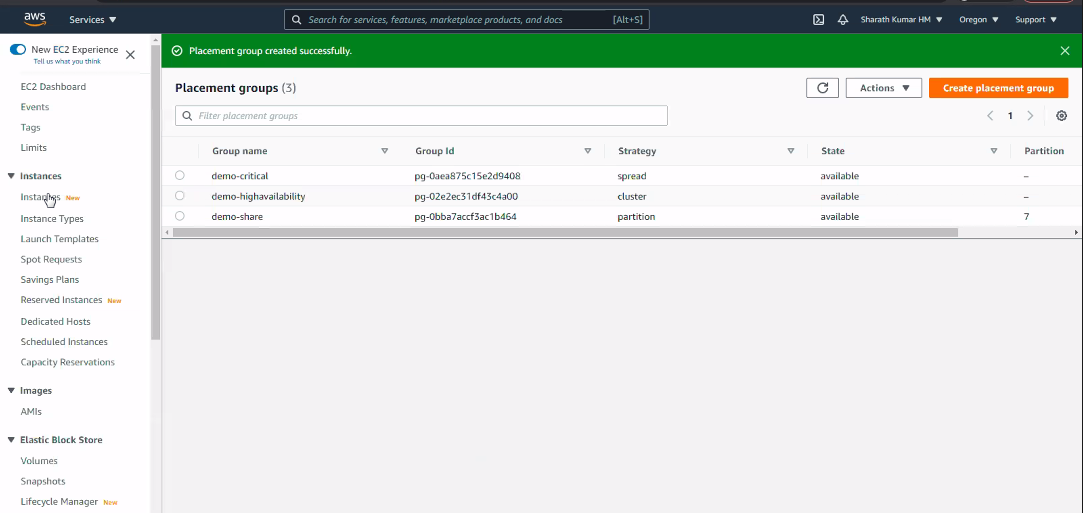 aws Services ▼ Search for services, features, marketplace products, and docs [Alt+S] Sharath Kumar HM ▼ Oregon ▼ Support ▼
New EC2 Experience
Tell us what you think
EC2 Dashboard
Events
Tags
Limits
Instances
Instances New
Instance Types
Launch Templates
Spot Requests
Savings Plans
Reserved Instances New
Dedicated Hosts
Scheduled Instances
Capacity Reservations
Images
AMIs
Elastic Block Store
Volumes
Snapshots
Lifecycle Manager New
Placement group created successfully.
Placement groups (3)
Actions ▼ Create placement group
Filter placement groups
1
Group name Group Id Strategy State Partition
demo-critical pg-0aea875c15e2d9408 spread available –
demo-highavailability pg-02e2ec31df43c4a00 cluster available –
demo-share pg-0bba7accf3ac1b464 partition available 7